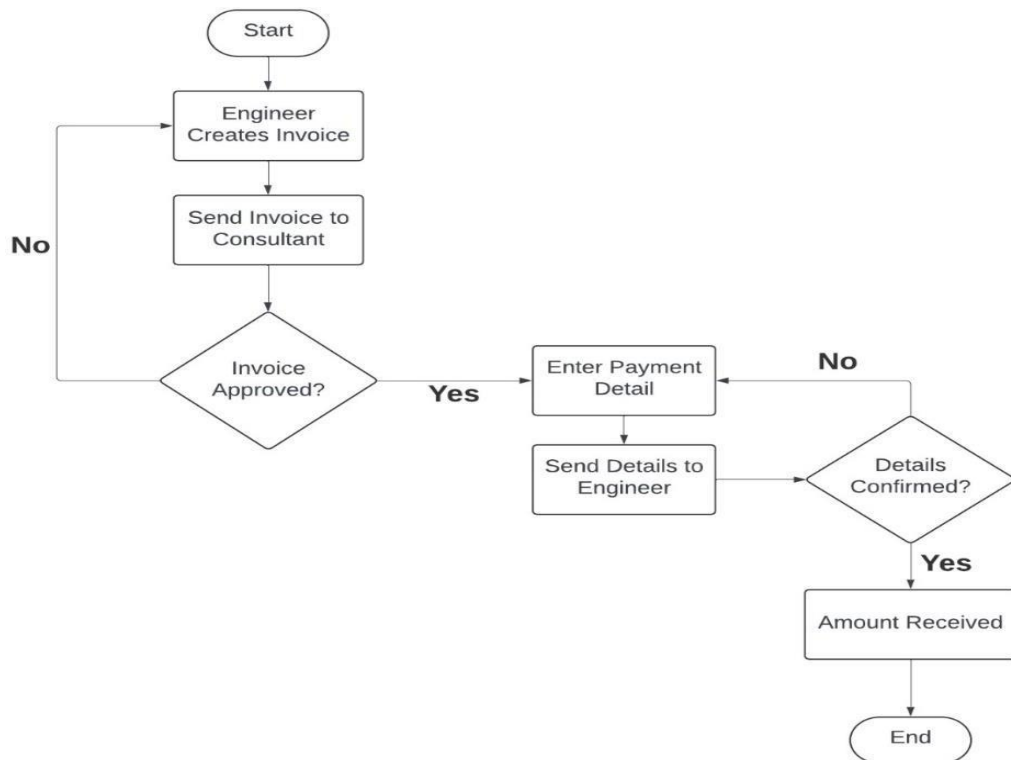 Start
Engineer
Creates Invoice
Send Invoice to
Consultant
No
Invoice
Approved?
Yes
Enter Payment
Detail
No
Send Details to
Engineer
Details
Confirmed?
Yes
Amount Received
End